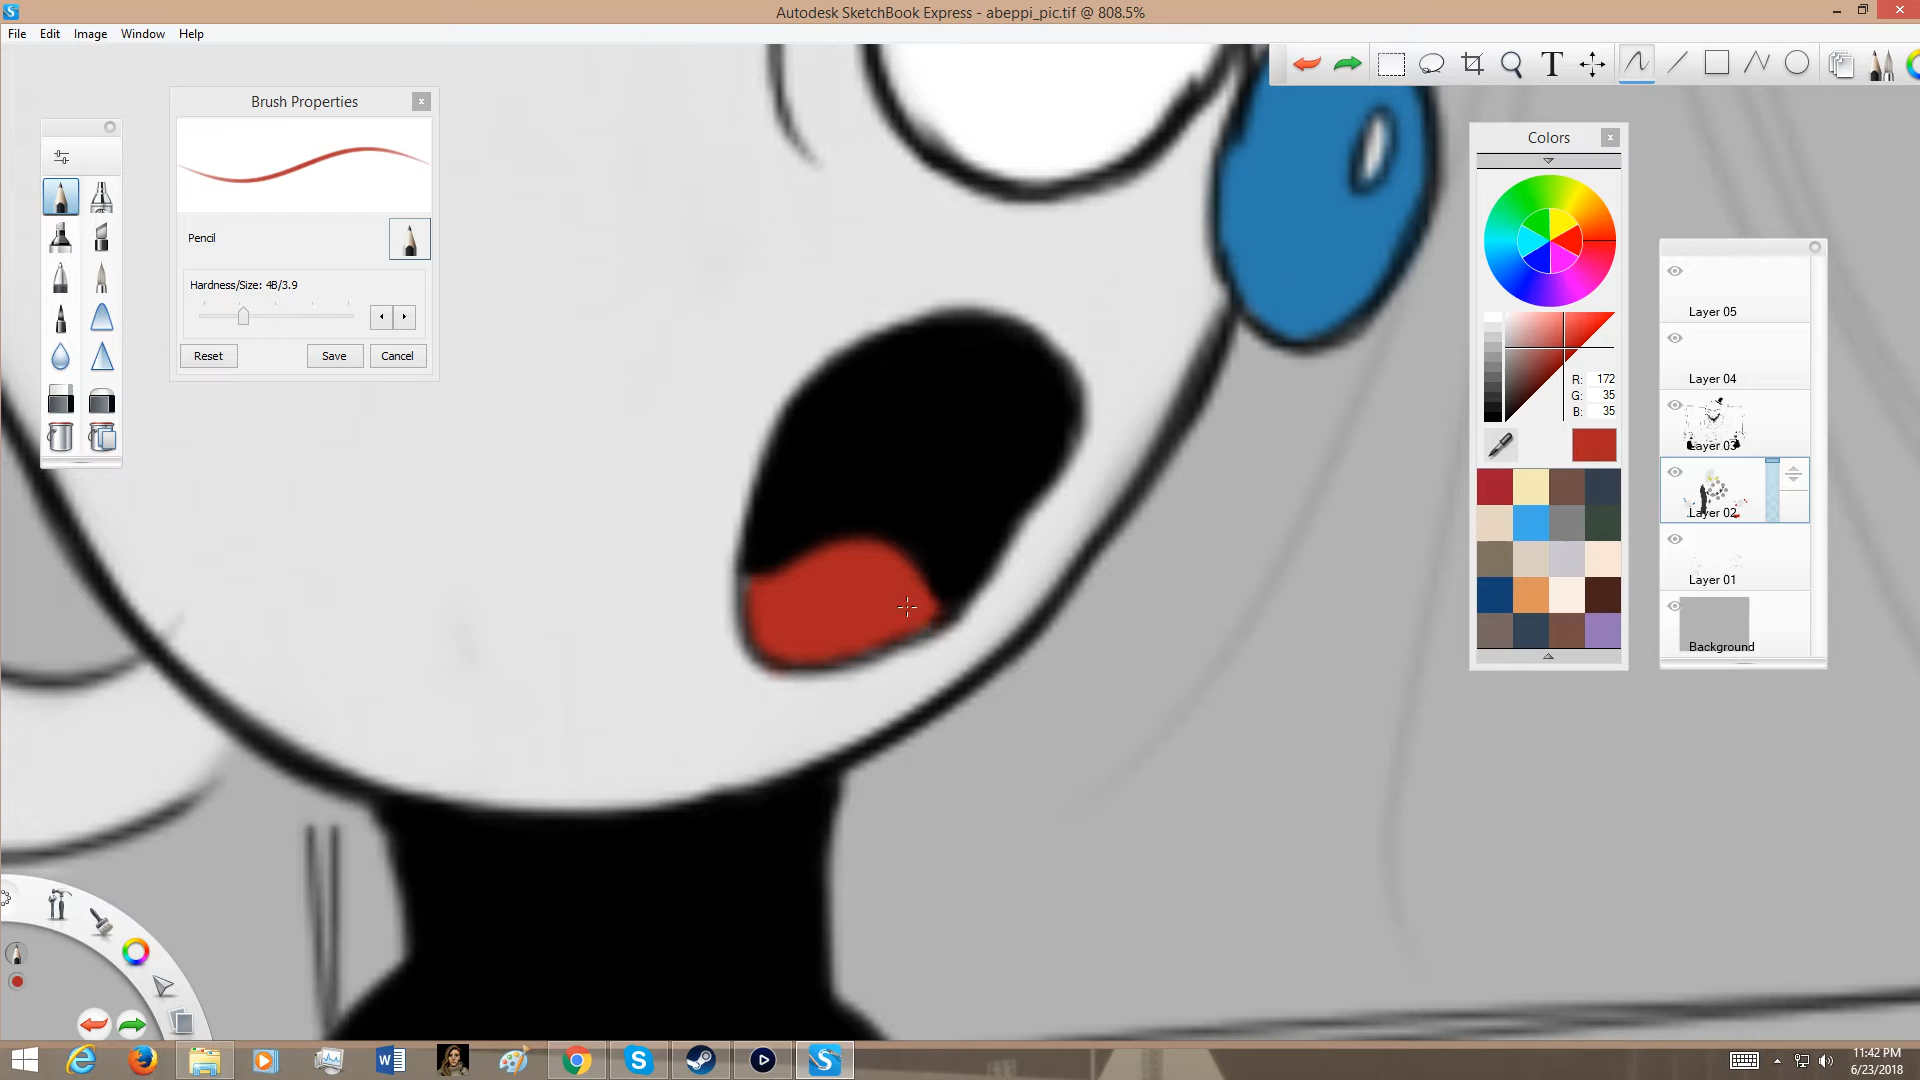 Autodesk SketchBook Express - abeppi_pic.tif @ 808.5%
File Edit Image Window Help
T
Brush Properties
Pencil
Hardness/Size: 4B/3.9
Reset Save Cancel
Colors
R: 172
G: 35
B: 35
Layer 05
Layer 04
Layer 03
Layer 02
Layer 01
Background
11:42 PM
6/23/2018